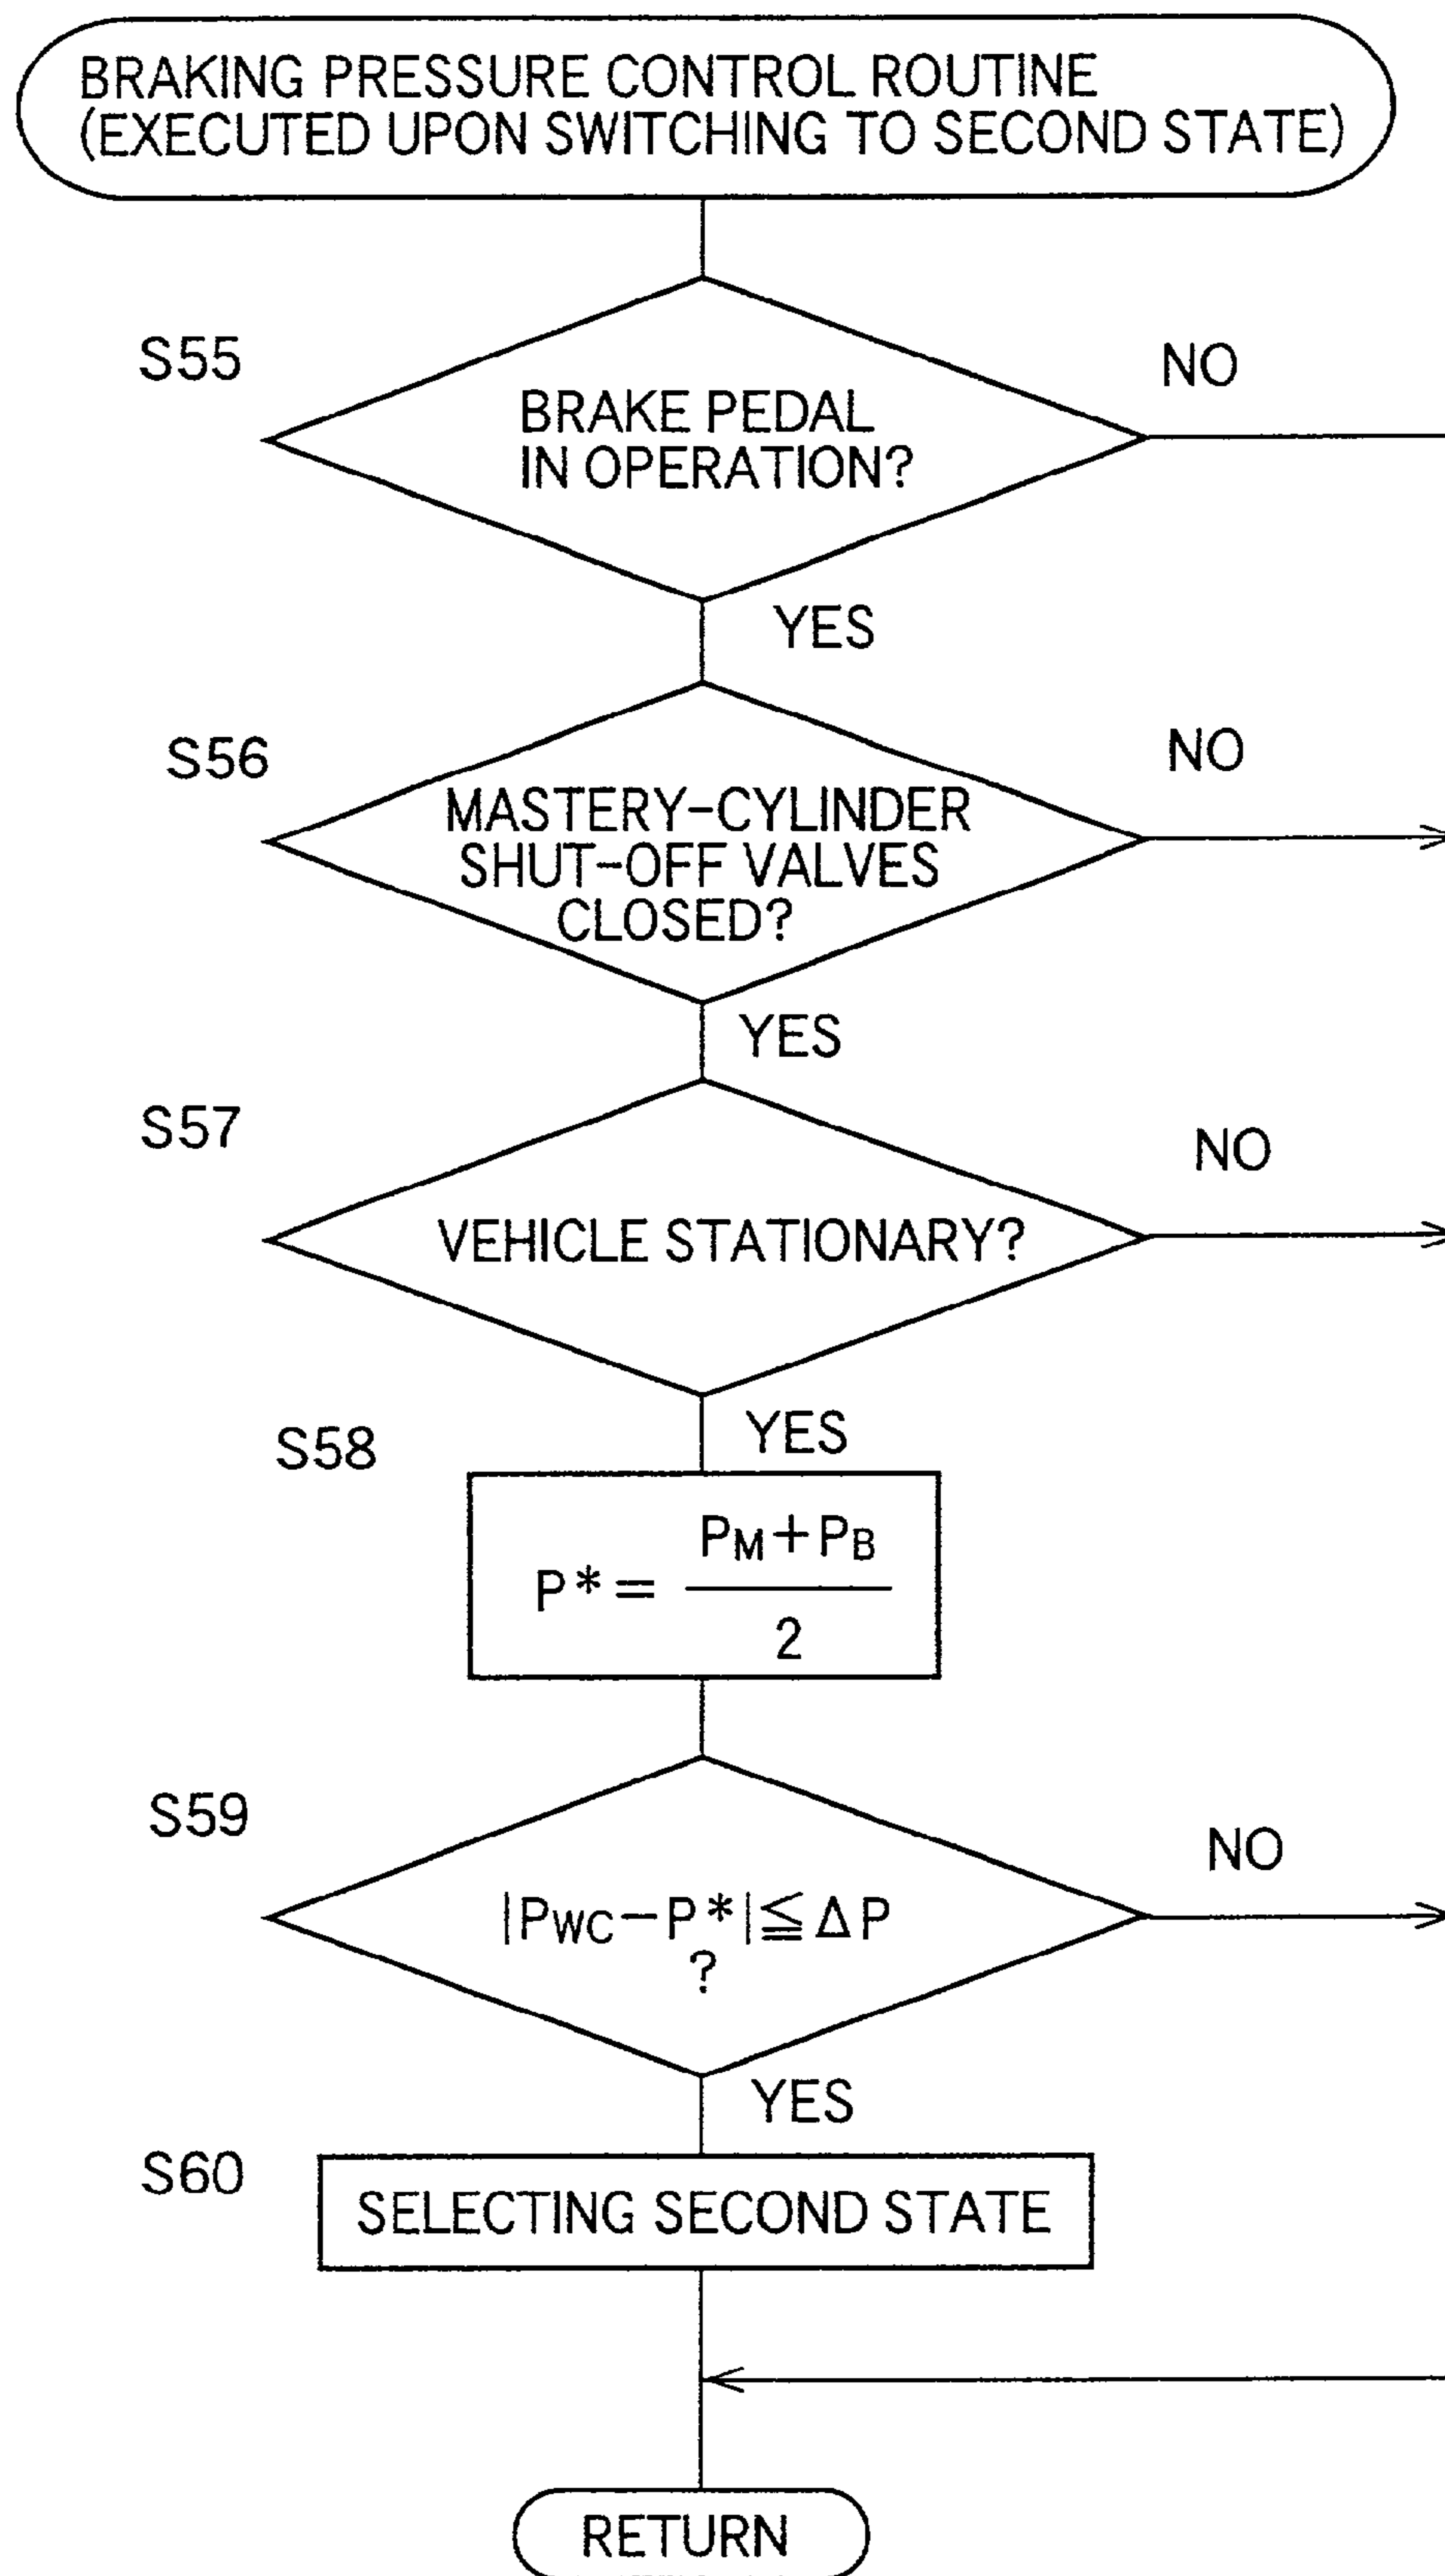 BRAKING PRESSURE CONTROL ROUTINE
(EXECUTED UPON SWITCHING TO SECOND STATE)
S55
NO
BRAKE PEDAL
IN OPERATION?
YES
S56
NO
MASTERY-CYLINDER
SHUT-OFF VALVES
CLOSED?
YES
S57
NO
VEHICLE STATIONARY?
YES
S58
P* = (PM+PB)/2
S59
NO
|PWC-P*|≦ΔP
?
YES
S60
SELECTING SECOND STATE
RETURN